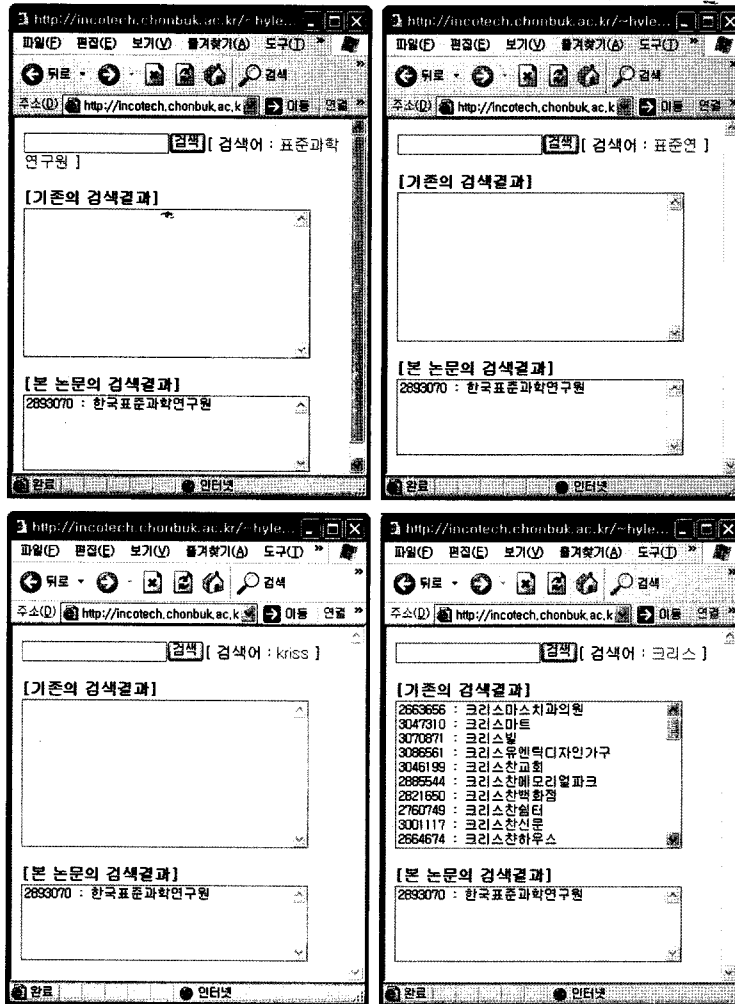 http://incotech.chonbuk.ac.kr/~hyle...
파일(F) 편집(E) 보기(V) 즐겨찾기(A) 도구(T) »
뒤로 검색 »
주소(D) http://incotech.chonbuk.ac.k 이동 연결 »
검색 [ 검색어 : 표준과학
연구원 ]
[기존의 검색결과]
[본 논문의 검색결과]
2893070 : 한국표준과학연구원
완료 인터넷
http://incotech.chonbuk.ac.kr/~hyle...
파일(F) 편집(E) 보기(V) 즐겨찾기(A) 도구(T) »
뒤로 검색 »
주소(D) http://incotech.chonbuk.ac.k 이동 연결 »
검색 [ 검색어 : 표준연 ]
[기존의 검색결과]
[본 논문의 검색결과]
2893070 : 한국표준과학연구원
완료 인터넷
http://incotech.chonbuk.ac.kr/~hyle...
파일(F) 편집(E) 보기(V) 즐겨찾기(A) 도구(T) »
뒤로 검색 »
주소(D) http://incotech.chonbuk.ac.k 이동 연결 »
검색 [ 검색어 : kriss ]
[기존의 검색결과]
[본 논문의 검색결과]
2893070 : 한국표준과학연구원
완료 인터넷
http://incotech.chonbuk.ac.kr/~hyle...
파일(F) 편집(E) 보기(V) 즐겨찾기(A) 도구(T) »
뒤로 검색 »
주소(D) http://incotech.chonbuk.ac.k 이동 연결 »
검색 [ 검색어 : 크리스 ]
[기존의 검색결과]
2663656 : 크리스마스치과의원
3047310 : 크리스마트
3070871 : 크리스빌
3086561 : 크리스유엔릭디자인가구
3046199 : 크리스찬교회
2885544 : 크리스찬메모리얼파크
2821650 : 크리스찬백화점
2760749 : 크리스찬쉼터
3001117 : 크리스찬신문
2664674 : 크리스찬하우스
[본 논문의 검색결과]
2893070 : 한국표준과학연구원
완료 인터넷